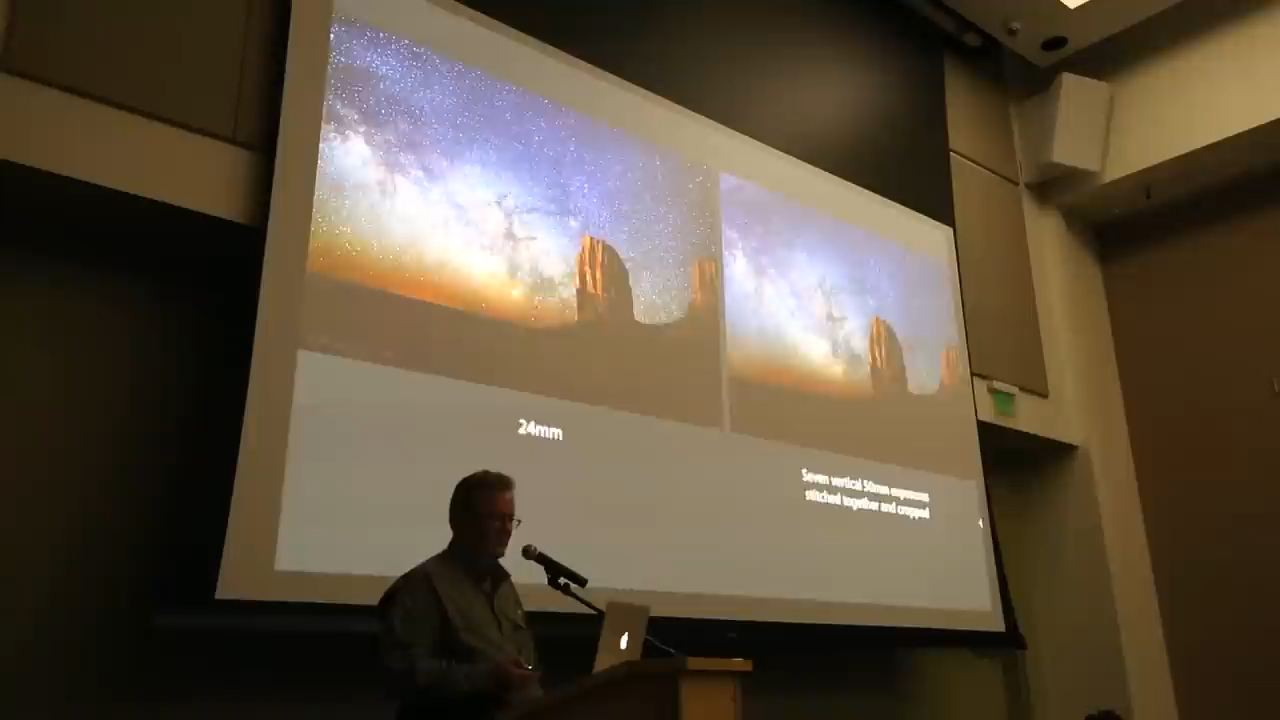 24mm
Seven vertical 50mm exposures
stitched together and cropped